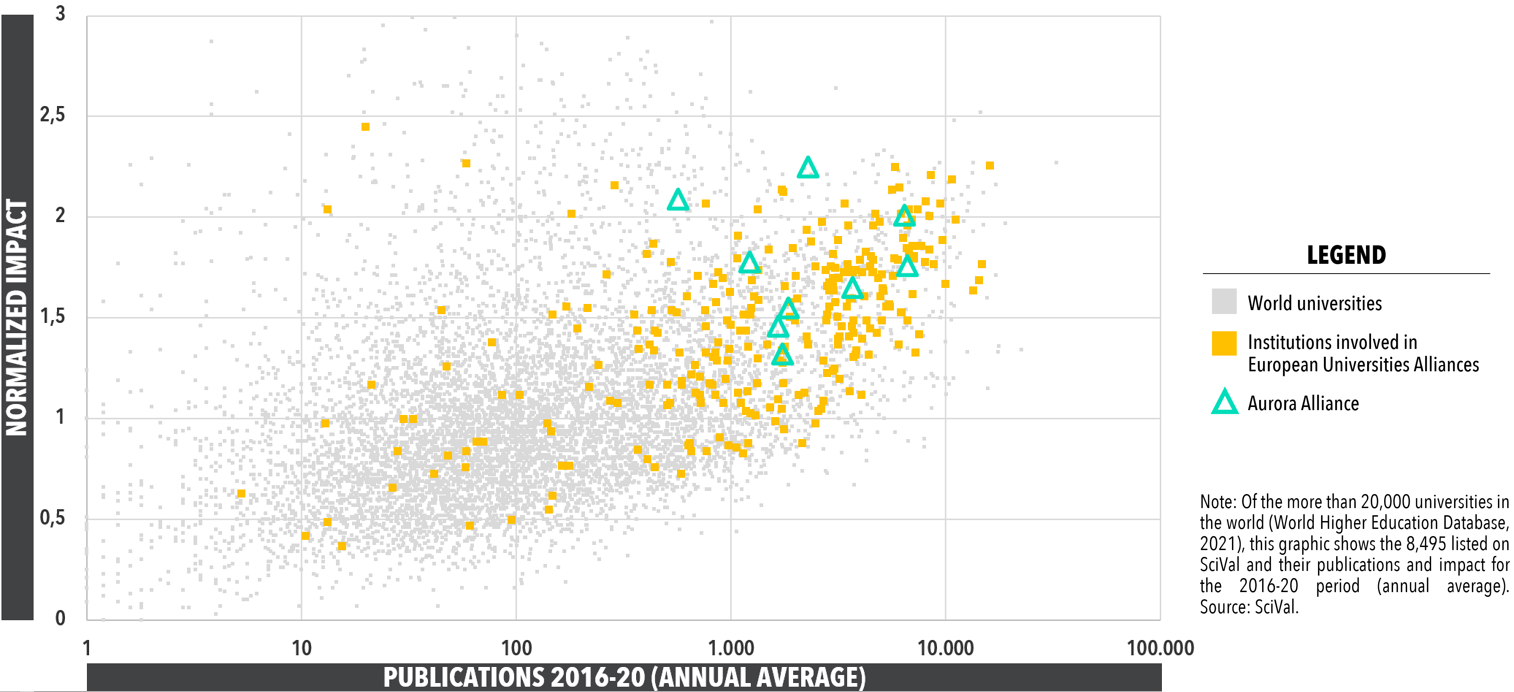 NORMALIZED IMPACT
3
2,5
2
1,5
1
0,5
0
1
10
100
1.000
10.000
100.000
PUBLICATIONS 2016-20 (ANNUAL AVERAGE)
LEGEND
World universities
Institutions involved in
European Universities Alliances
Aurora Alliance
Note: Of the more than 20,000 universities in
the world (World Higher Education Database,
2021), this graphic shows the 8,495 listed on
SciVal and their publications and impact for
the 2016-20 period (annual average).
Source: SciVal.